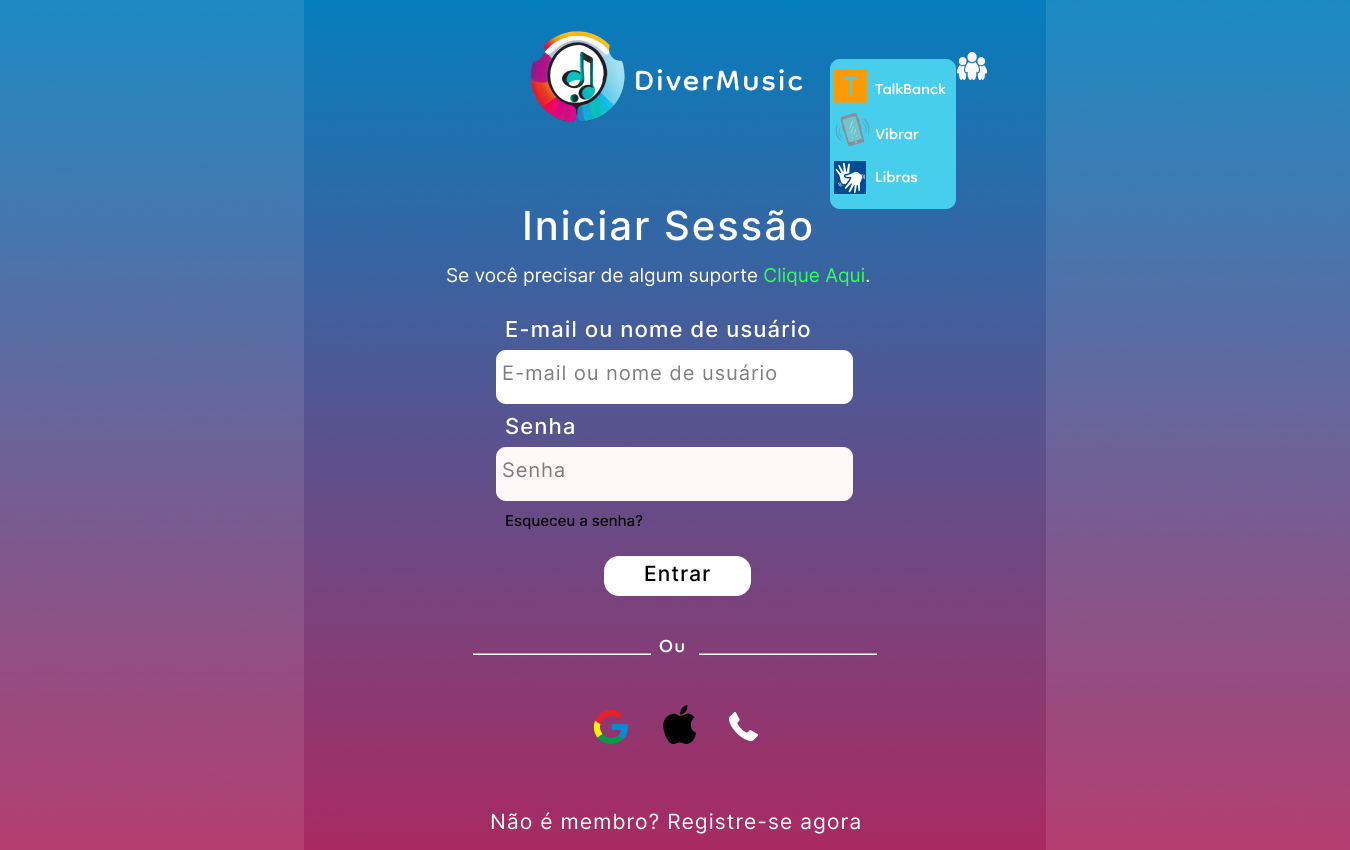 DiverMusic
T TalkBanck
Vibrar
Libras
Iniciar Sessão
Se você precisar de algum suporte Clique Aqui.
E-mail ou nome de usuário
E-mail ou nome de usuário
Senha
Senha
Esqueceu a senha?
Entrar
Ou
Não é membro? Registre-se agora